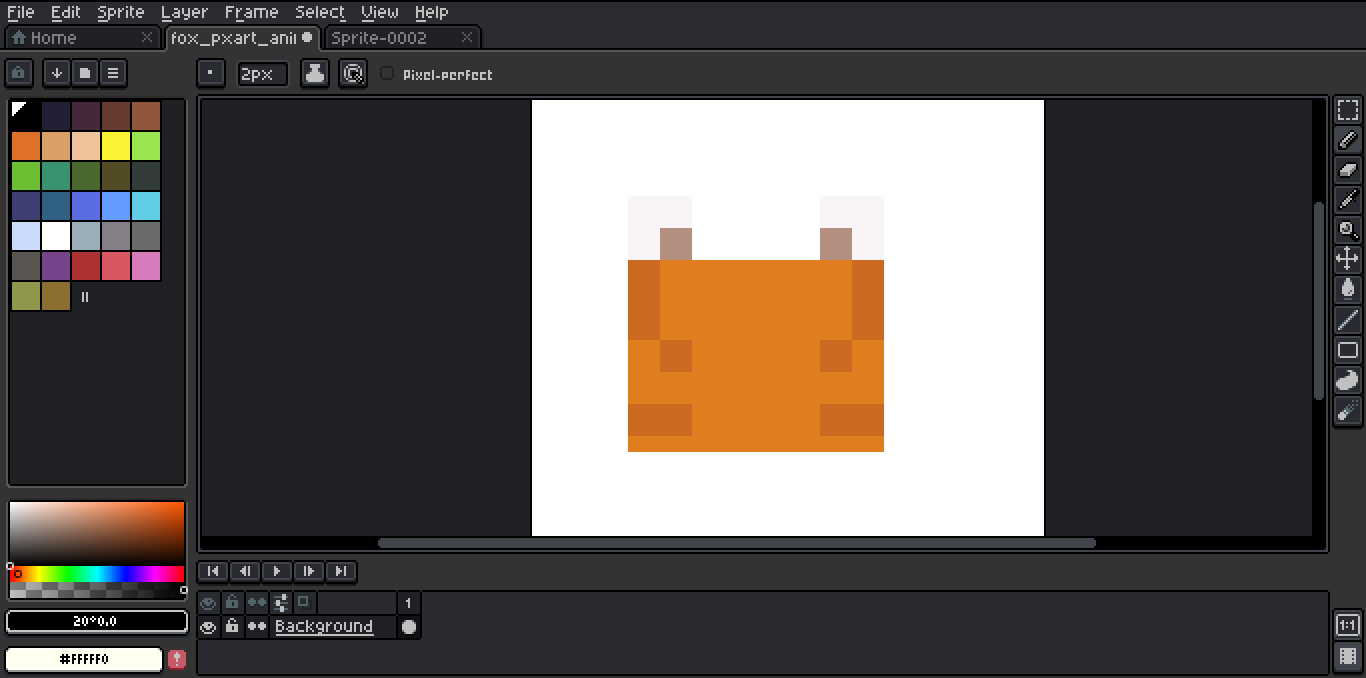 File Edit Sprite Layer Frame Select View Help
Home fox_pxart_anii Sprite-0002
2px Pixel-perfect
1
Background
20°0.0
#FFFFF0
1:1